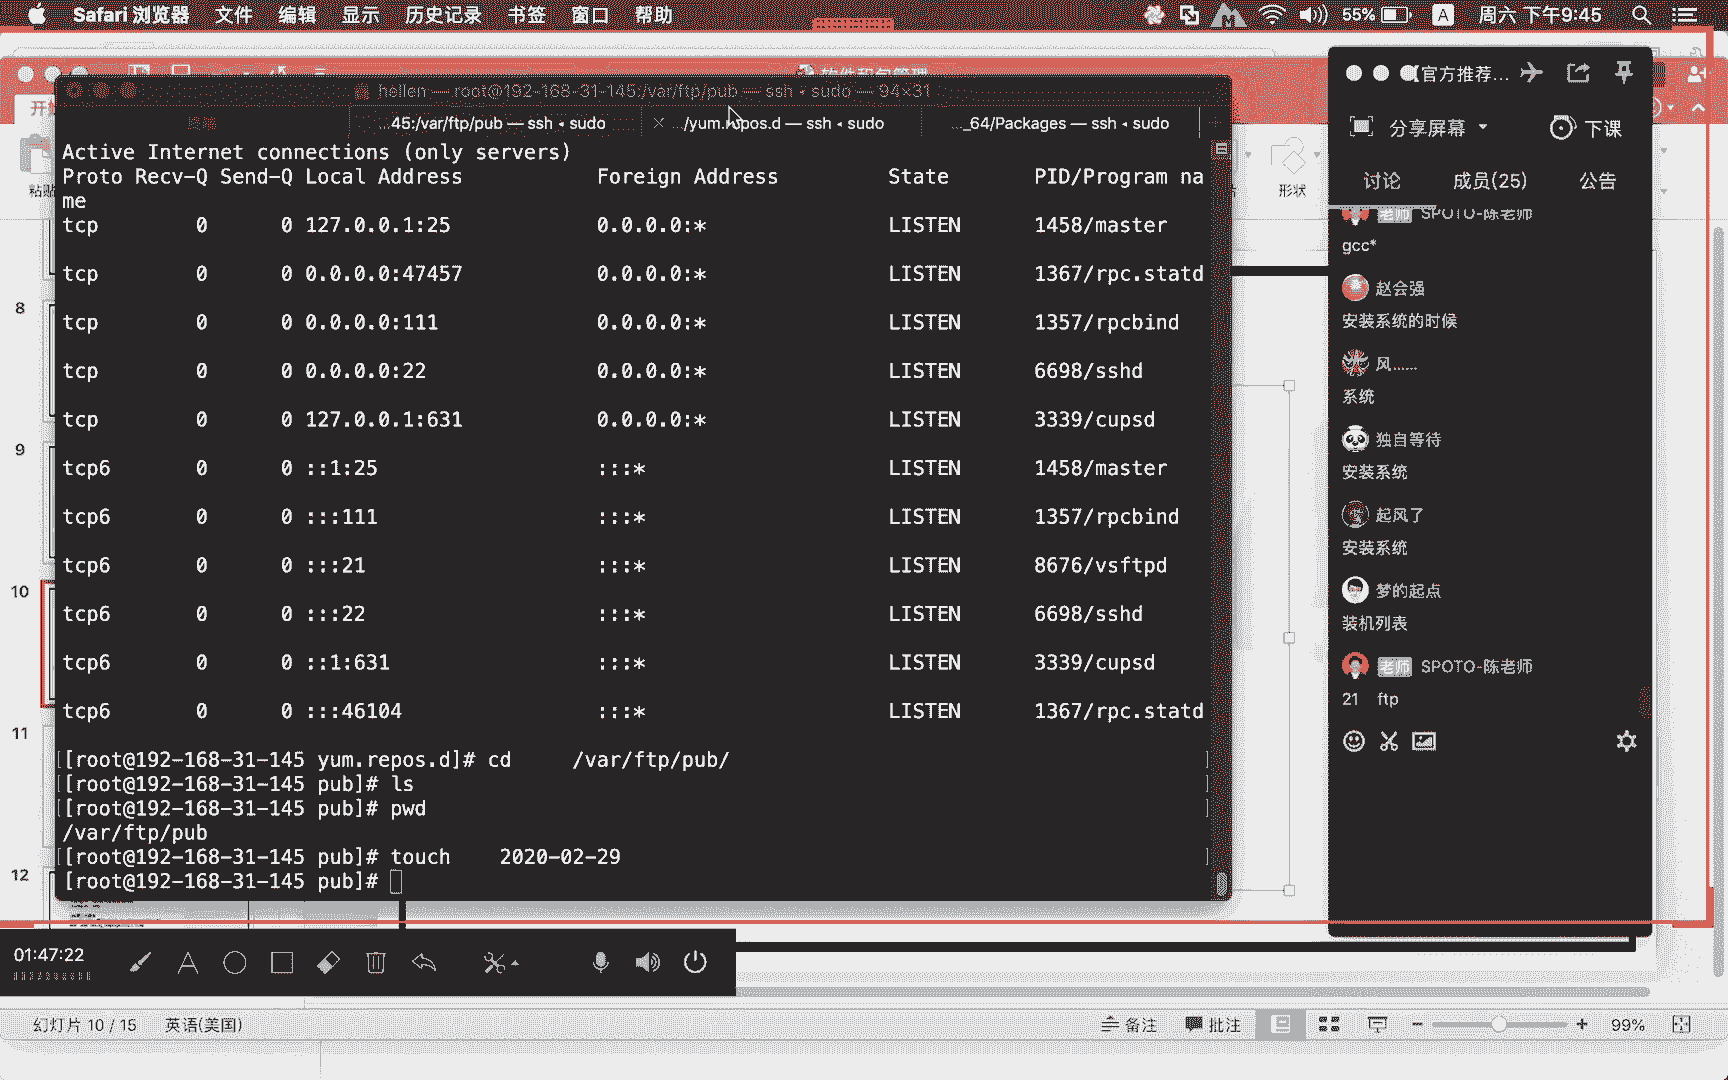 Safari 浏览器 文件 编辑 显示 历史记录 书签 窗口 帮助
55% A 周六 下午9:45
软件和包管理
hellen — root@192-168-31-145:/var/ftp/pub — ssh ◂ sudo — 94×31
终端
...45:/var/ftp/pub — ssh ◂ sudo
.../yum.repos.d — ssh ◂ sudo
..._64/Packages — ssh ◂ sudo
Active Internet connections (only servers)
Proto Recv-Q Send-Q Local Address Foreign Address State PID/Program na
me
tcp 0 0 127.0.0.1:25 0.0.0.0:* LISTEN 1458/master
tcp 0 0 0.0.0.0:47457 0.0.0.0:* LISTEN 1367/rpc.statd
tcp 0 0 0.0.0.0:111 0.0.0.0:* LISTEN 1357/rpcbind
tcp 0 0 0.0.0.0:22 0.0.0.0:* LISTEN 6698/sshd
tcp 0 0 127.0.0.1:631 0.0.0.0:* LISTEN 3339/cupsd
tcp6 0 0 ::1:25 :::* LISTEN 1458/master
tcp6 0 0 :::111 :::* LISTEN 1357/rpcbind
tcp6 0 0 :::21 :::* LISTEN 8676/vsftpd
tcp6 0 0 :::22 :::* LISTEN 6698/sshd
tcp6 0 0 ::1:631 :::* LISTEN 3339/cupsd
tcp6 0 0 :::46104 :::* LISTEN 1367/rpc.statd
[root@192-168-31-145 yum.repos.d]# cd /var/ftp/pub/
[root@192-168-31-145 pub]# ls
[root@192-168-31-145 pub]# pwd
/var/ftp/pub
[root@192-168-31-145 pub]# touch 2020-02-29
[root@192-168-31-145 pub]#
粘贴
形状
8
9
10
11
12
官方推荐...
分享屏幕
下课
讨论 成员(25) 公告
老师 SPOTO-陈老师
gcc*
赵会强
安装系统的时候
风......
系统
独自等待
安装系统
起风了
安装系统
梦的起点
装机列表
老师 SPOTO-陈老师
21 ftp
01:47:22
幻灯片 10 / 15 英语(美国)
备注 批注 99%